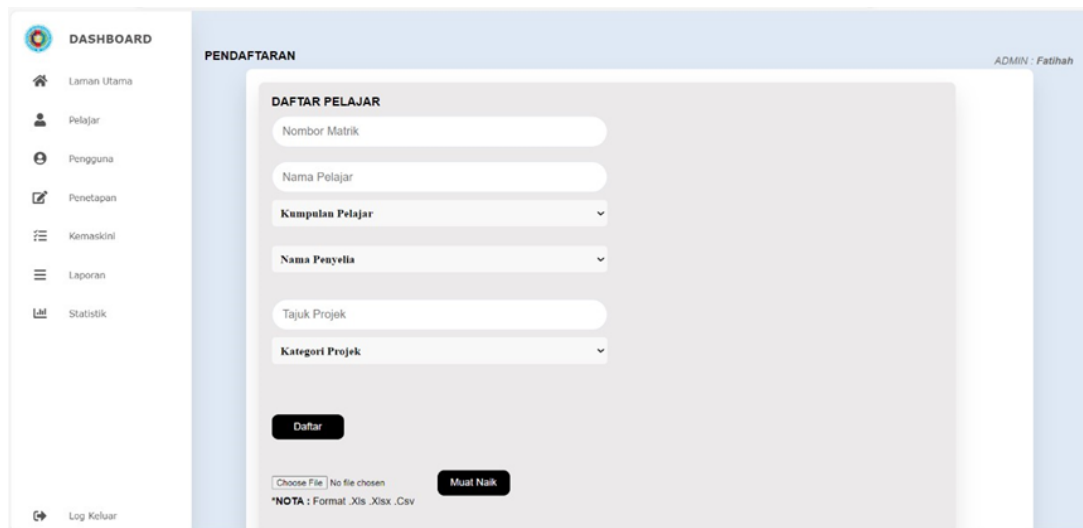 DASHBOARD
Laman Utama
Pelajar
Pengguna
Penetapan
Kemaskini
Laporan
Statistik
Log Keluar
PENDAFTARAN
ADMIN : Fatihah
DAFTAR PELAJAR
Nombor Matrik
Nama Pelajar
Kumpulan Pelajar
Nama Penyelia
Tajuk Projek
Kategori Projek
Daftar
Choose File No file chosen
Muat Naik
*NOTA : Format .Xls .Xlsx .Csv